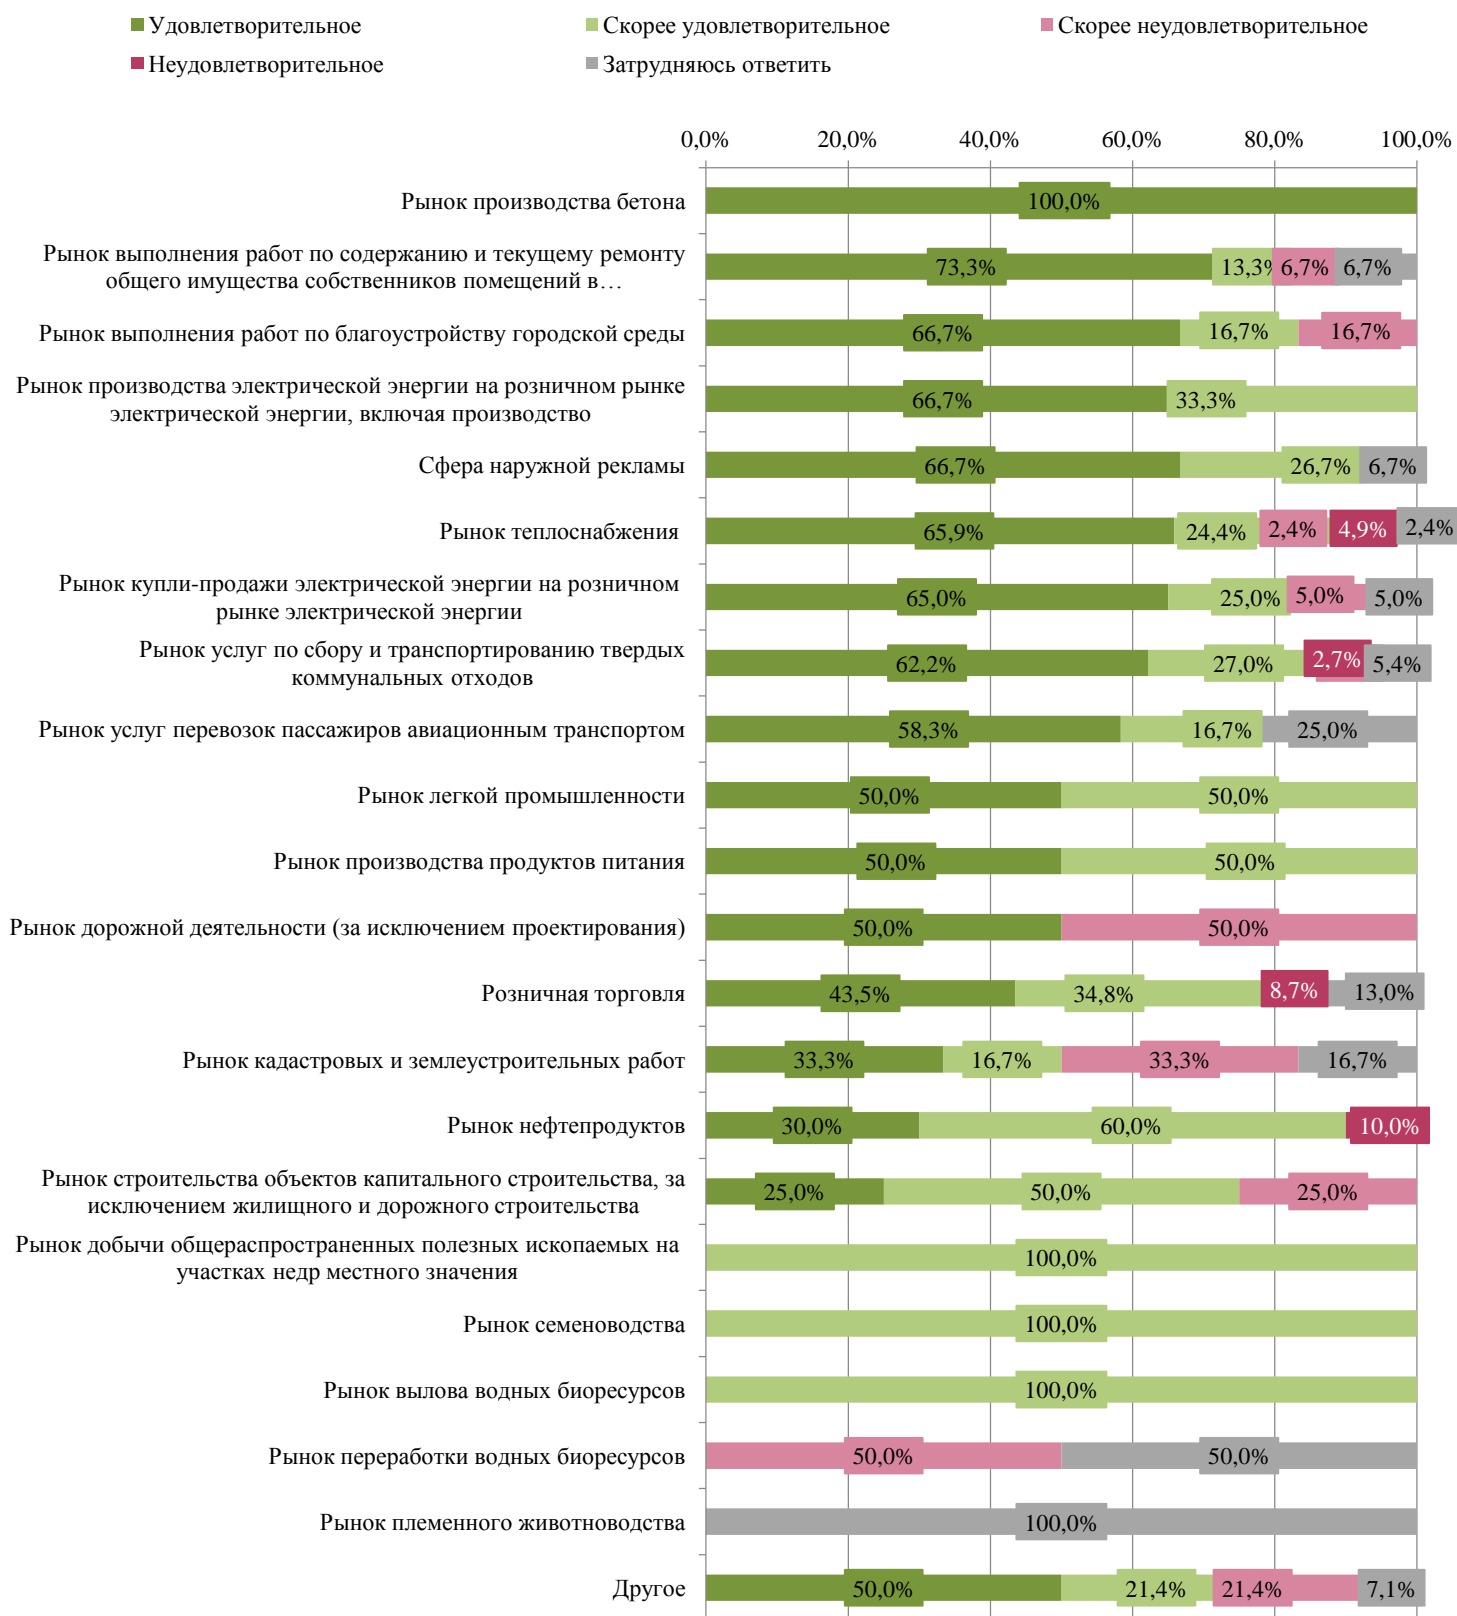 Удовлетворительное
Скорее удовлетворительное
Скорее неудовлетворительное
Неудовлетворительное
Затрудняюсь ответить
0,0% 20,0% 40,0% 60,0% 80,0% 100,0%
Рынок производства бетона
100,0%
Рынок выполнения работ по содержанию и текущему ремонту
общего имущества собственников помещений в…
73,3% 13,3% 6,7% 6,7%
Рынок выполнения работ по благоустройству городской среды
66,7% 16,7% 16,7%
Рынок производства электрической энергии на розничном рынке
электрической энергии, включая производство
66,7% 33,3%
Сфера наружной рекламы
66,7% 26,7% 6,7%
Рынок теплоснабжения
65,9% 24,4% 2,4% 4,9% 2,4%
Рынок купли-продажи электрической энергии на розничном
рынке электрической энергии
65,0% 25,0% 5,0% 5,0%
Рынок услуг по сбору и транспортированию твердых
коммунальных отходов
62,2% 27,0% 2,7% 5,4%
Рынок услуг перевозок пассажиров авиационным транспортом
58,3% 16,7% 25,0%
Рынок легкой промышленности
50,0% 50,0%
Рынок производства продуктов питания
50,0% 50,0%
Рынок дорожной деятельности (за исключением проектирования)
50,0% 50,0%
Розничная торговля
43,5% 34,8% 8,7% 13,0%
Рынок кадастровых и землеустроительных работ
33,3% 16,7% 33,3% 16,7%
Рынок нефтепродуктов
30,0% 60,0% 10,0%
Рынок строительства объектов капитального строительства, за
исключением жилищного и дорожного строительства
25,0% 50,0% 25,0%
Рынок добычи общераспространенных полезных ископаемых на
участках недр местного значения
100,0%
Рынок семеноводства
100,0%
Рынок вылова водных биоресурсов
100,0%
Рынок переработки водных биоресурсов
50,0% 50,0%
Рынок племенного животноводства
100,0%
Другое
50,0% 21,4% 21,4% 7,1%